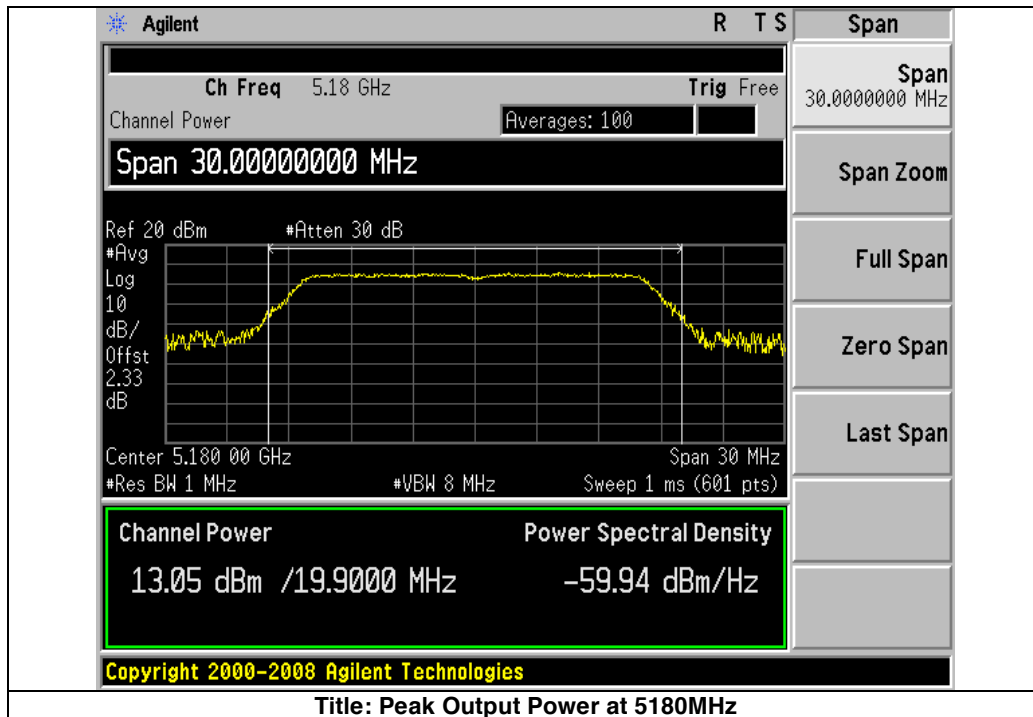 Agilent R T S Span
Ch Freq 5.18 GHz Trig Free
Channel Power Averages: 100
Span 30.00000000 MHz
Ref 20 dBm #Atten 30 dB
#Avg
Log
10
dB/
Offst
2.33
dB
Center 5.180 00 GHz Span 30 MHz
#Res BW 1 MHz #VBW 8 MHz Sweep 1 ms (601 pts)
Channel Power Power Spectral Density
13.05 dBm /19.9000 MHz -59.94 dBm/Hz
Copyright 2000-2008 Agilent Technologies
Span
30.0000000 MHz
Span Zoom
Full Span
Zero Span
Last Span
Title: Peak Output Power at 5180MHz